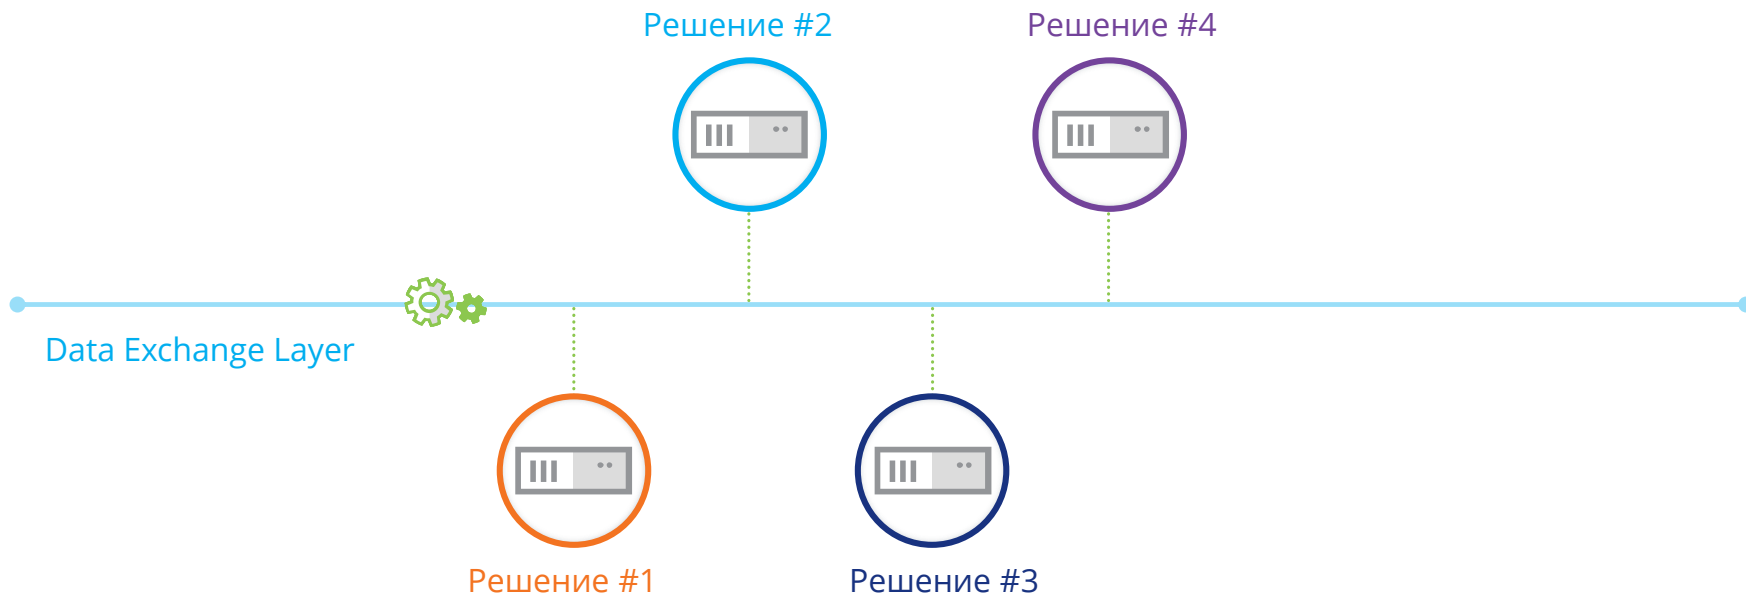 Решение #2
Решение #4
Data Exchange Layer
Решение #1
Решение #3